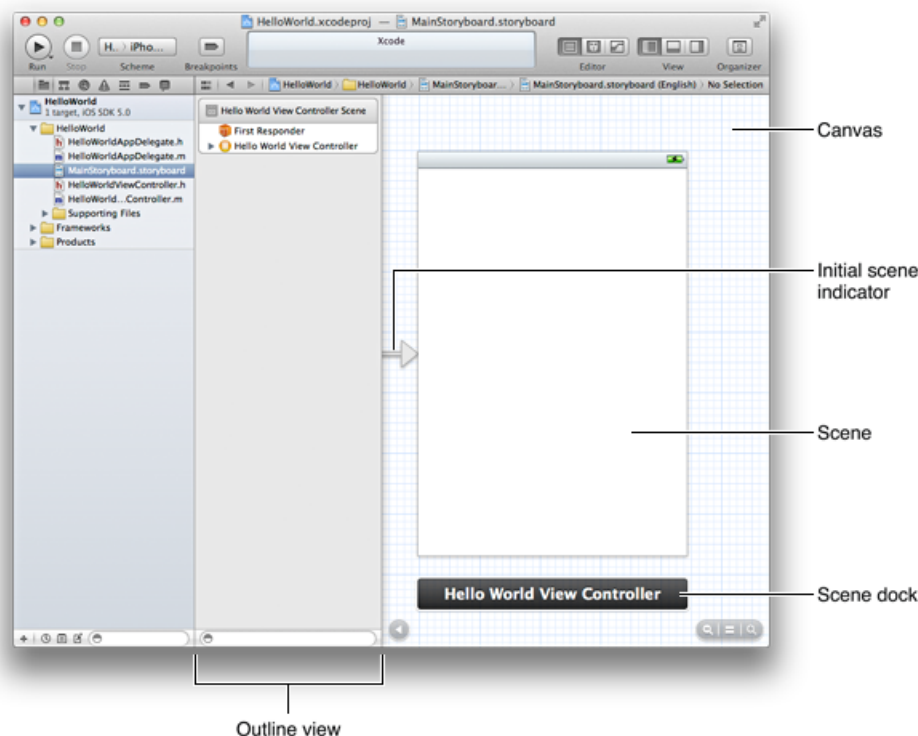 HelloWorld.xcodeproj — MainStoryboard.storyboard
H.. iPho...
Xcode
Run Stop Scheme Breakpoints Editor View Organizer
HelloWorld HelloWorld MainStoryboar... MainStoryboard.storyboard (English) No Selection
HelloWorld
1 target, iOS SDK 5.0
HelloWorld
HelloWorldAppDelegate.h
HelloWorldAppDelegate.m
MainStoryboard.storyboard
HelloWorldViewController.h
HelloWorld...Controller.m
Supporting Files
Frameworks
Products
Hello World View Controller Scene
First Responder
Hello World View Controller
Canvas
Initial scene
indicator
Scene
Hello World View Controller
Scene dock
Outline view